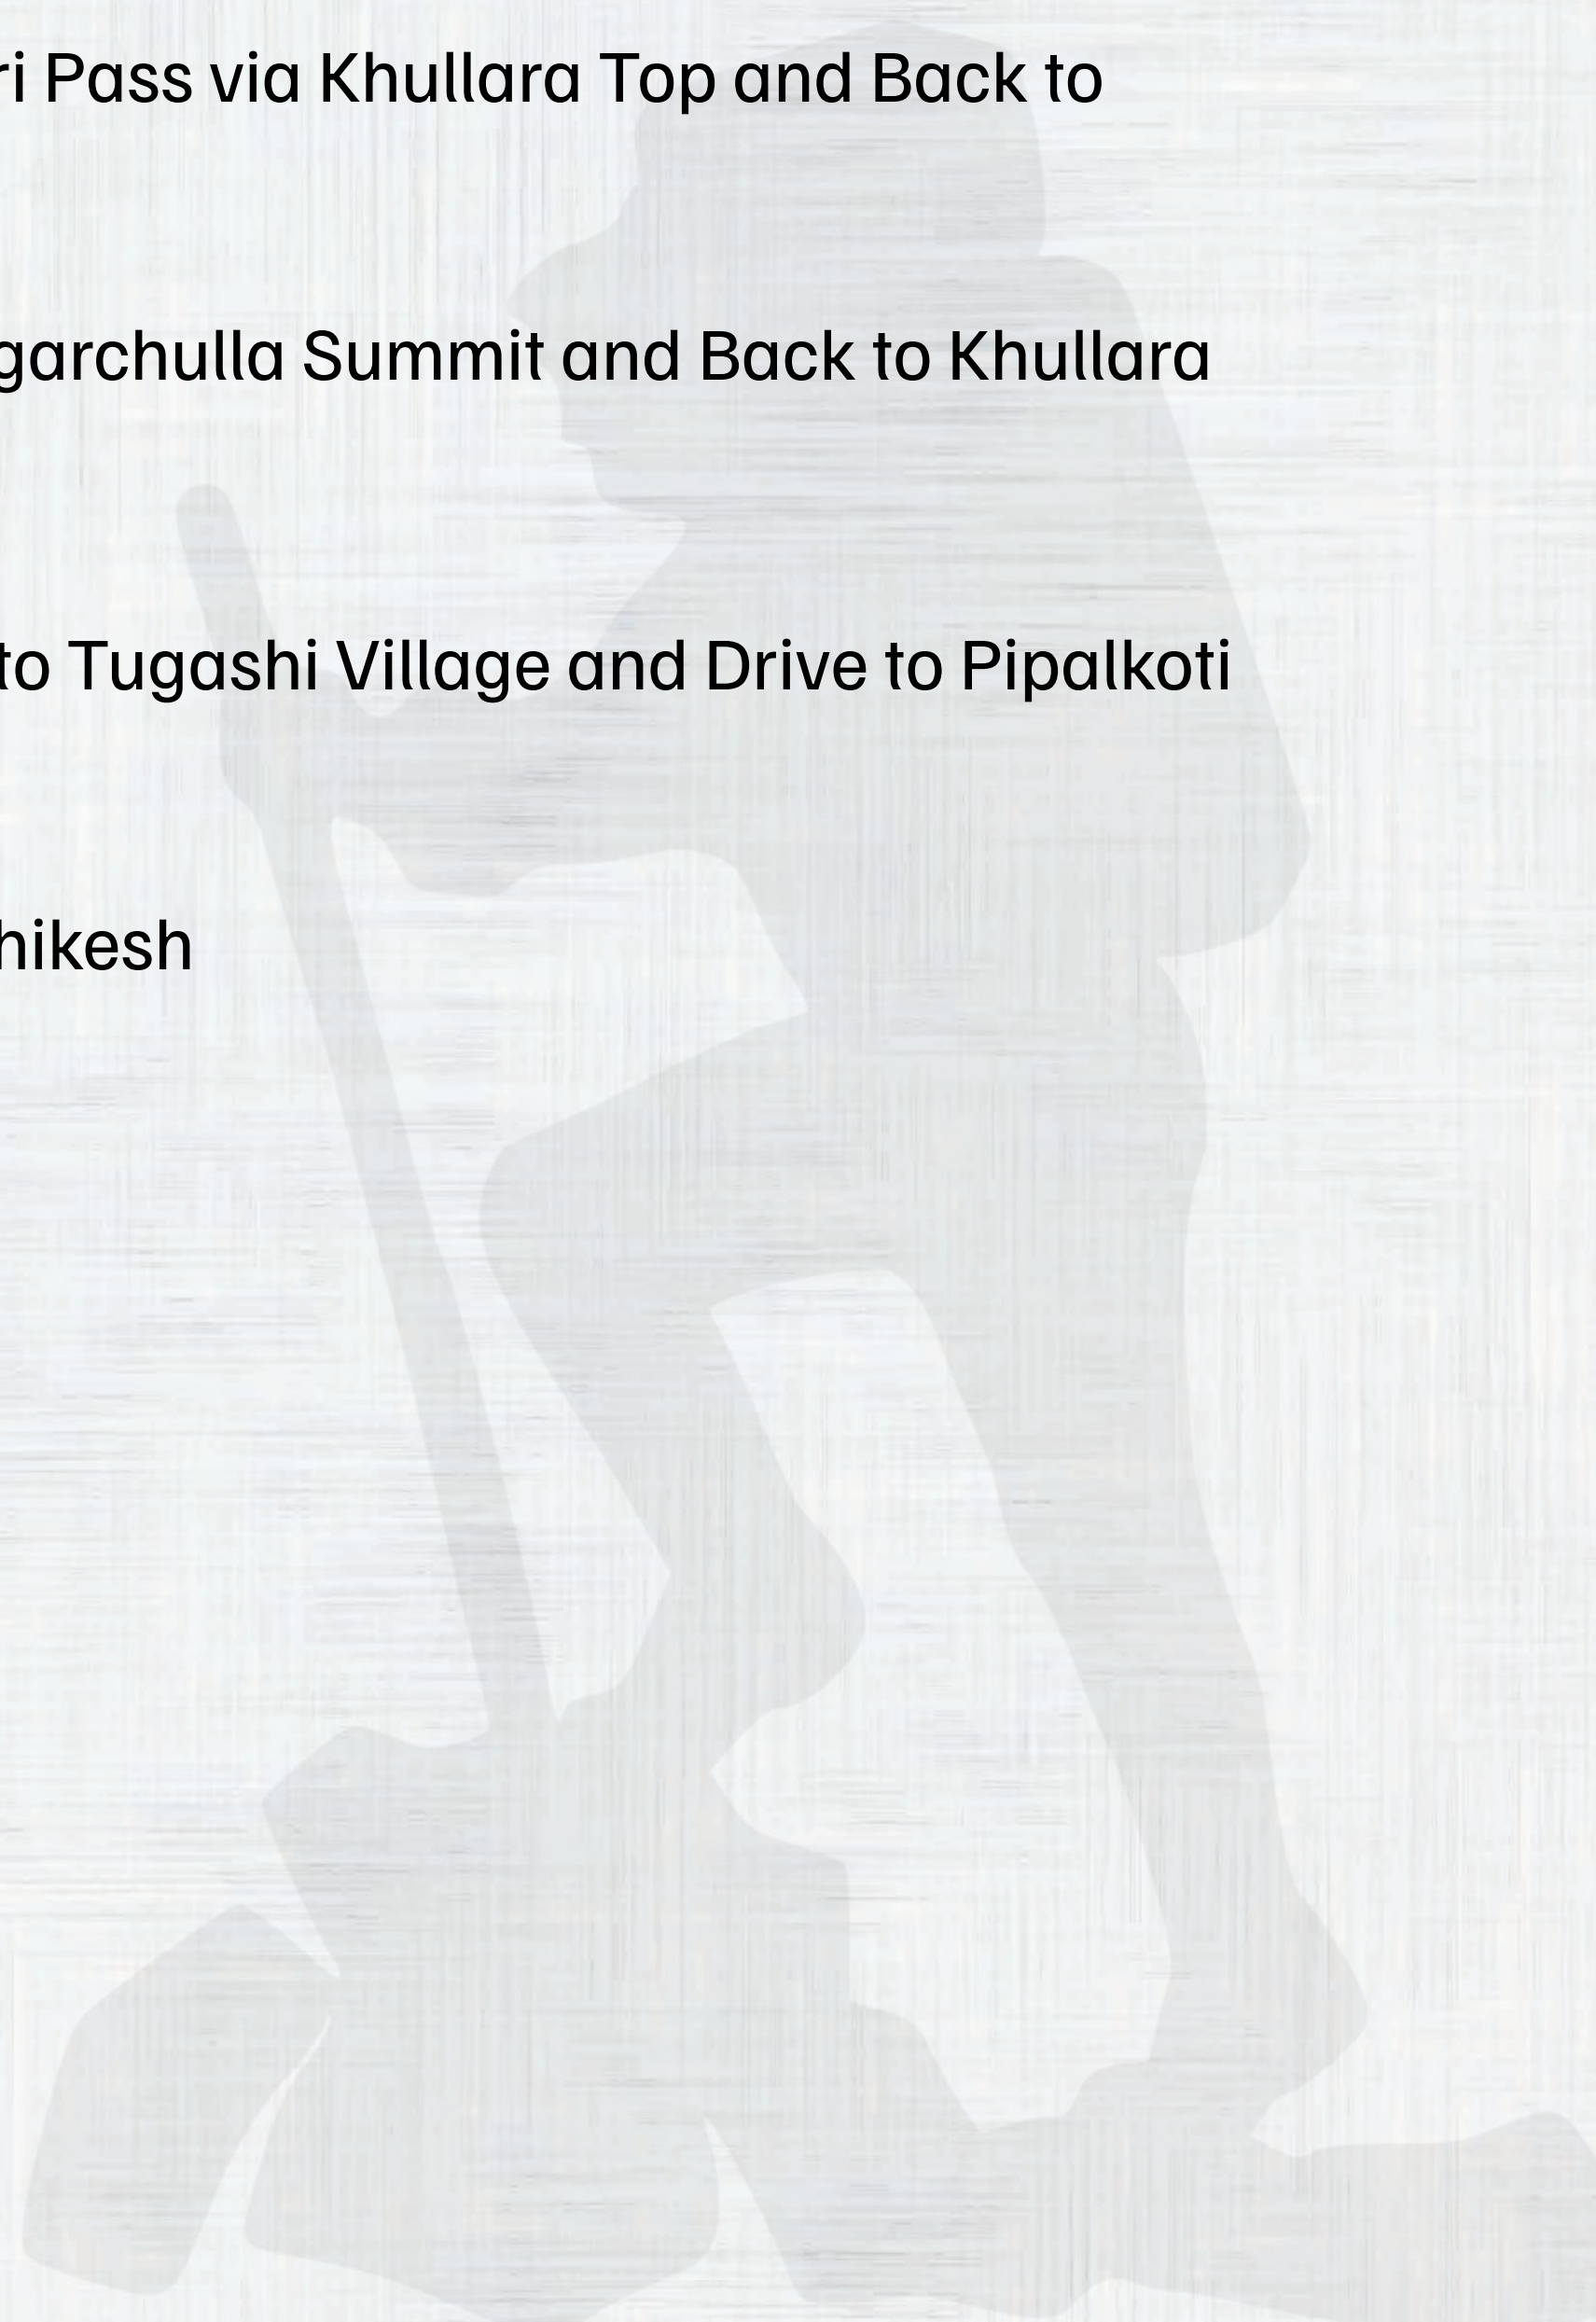 ri Pass via Khullara Top and Back to
garchulla Summit and Back to Khullara
to Tugashi Village and Drive to Pipalkoti
hikesh